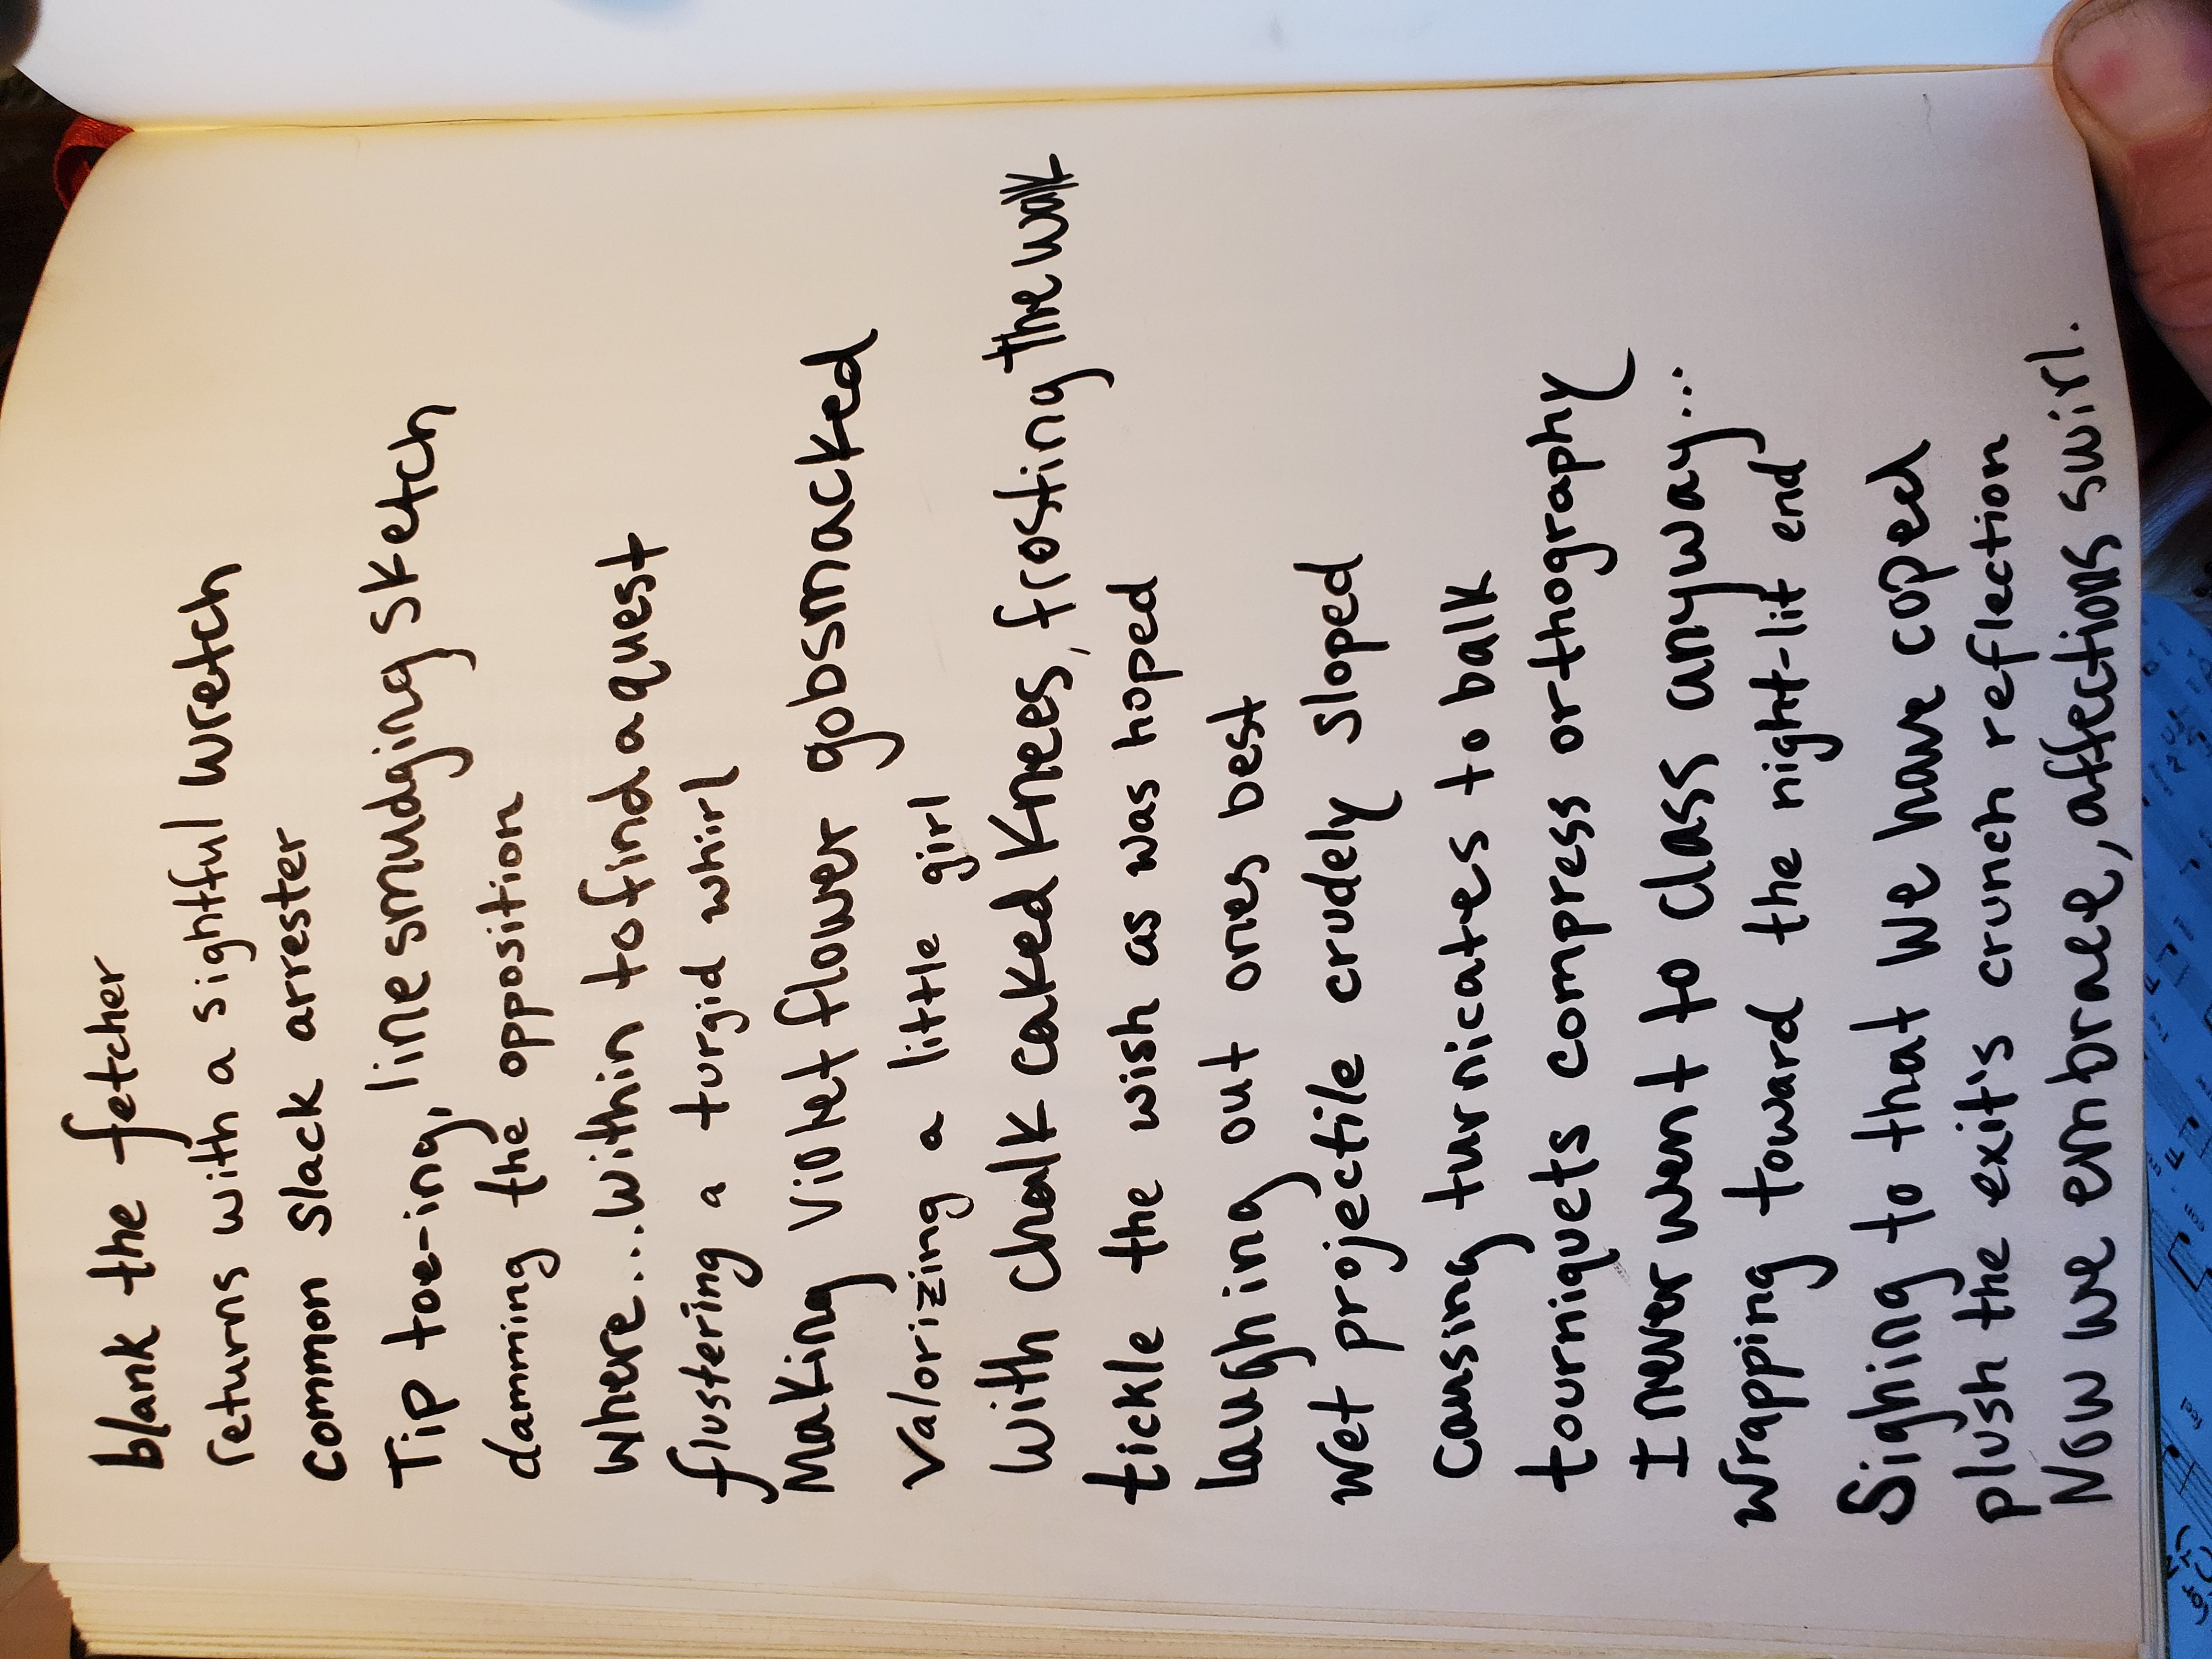 blank the fetcher
returns with a sightful wretch
common slack arrester
Tip toe-ing, line smudging sketch
damming the opposition
where...within to find a quest
flustering a turgid whirl
Making Violet flower gobsmacked
Valorizing a little girl
with chalk caked knees, frosting the walk
tickle the wish as was hoped
laughing out ones best
wet projectile crudely sloped
causing turnicates to balk
tourniquets compress orthography
I never went to class anyway...
wrapping toward the night-lit end
Sighing to that we have coped
plush the exit's crunch reflection
Now we embrace, affections swirl.
feel
can
F